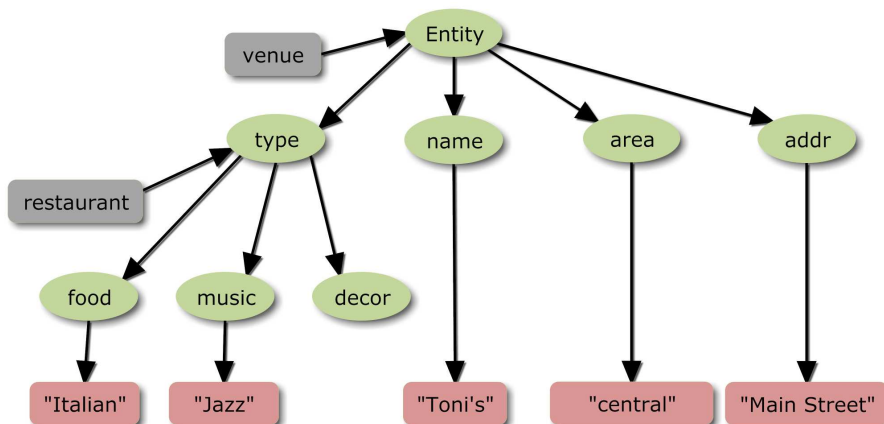 Entity
venue
type
name
area
addr
restaurant
food
music
decor
"Italian"
"Jazz"
"Toni's"
"central"
"Main Street"